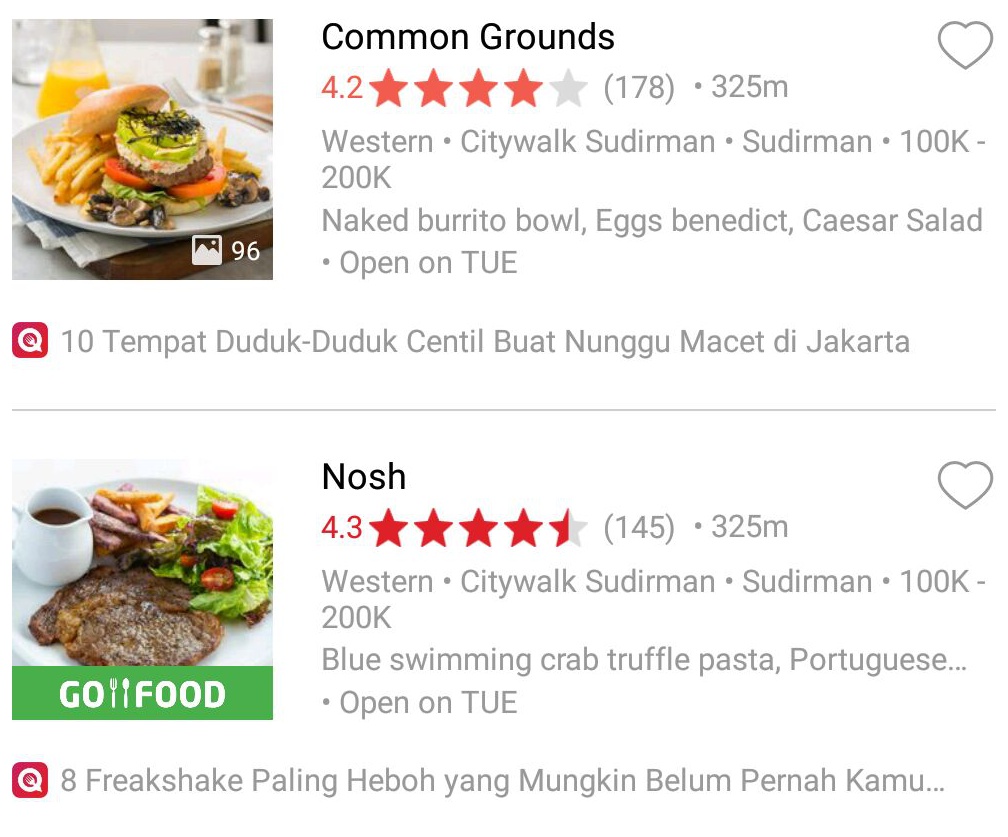 Common Grounds
4.2 (178) • 325m
Western • Citywalk Sudirman • Sudirman • 100K -
200K
Naked burrito bowl, Eggs benedict, Caesar Salad
• Open on TUE
96
10 Tempat Duduk-Duduk Centil Buat Nunggu Macet di Jakarta
Nosh
4.3 (145) • 325m
Western • Citywalk Sudirman • Sudirman • 100K -
200K
Blue swimming crab truffle pasta, Portuguese...
• Open on TUE
GO FOOD
8 Freakshake Paling Heboh yang Mungkin Belum Pernah Kamu...